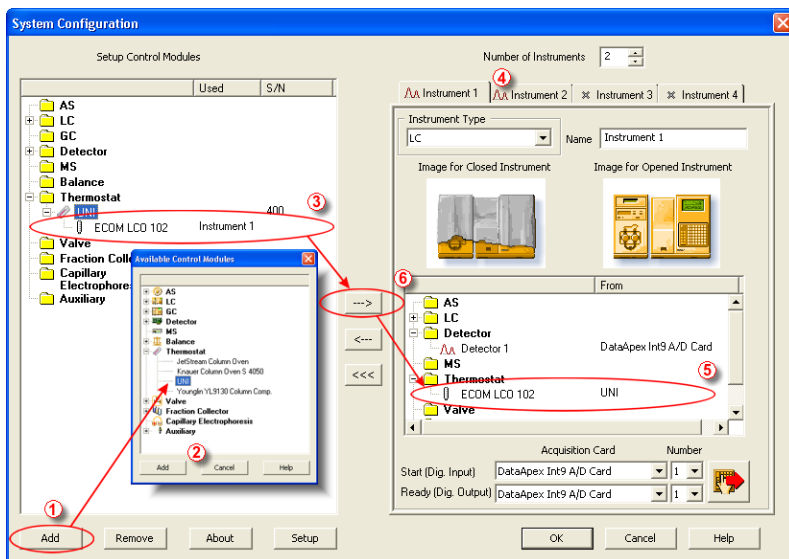 System Configuration
Setup Control Modules
Used S/N
AS
LC
GC
Detector
MS
Balance
Thermostat
UNI 400
ECOM LCO 102 Instrument 1
Valve
Fraction Coll
Capillary
Electrophores
Auxiliary
3
Available Control Modules
AS
LC
GC
Detector
MS
Balance
Thermostat
JetStream Column Oven
Knauer Column Oven S 4050
UNI
Younglin YL9130 Column Comp.
Valve
Fraction Collector
Capillary Electrophoresis
Auxiliary
2
Add Cancel Help
1
Add Remove About Setup
6
--->
<---
<<<
Number of Instruments 2
4
Instrument 1 Instrument 2 Instrument 3 Instrument 4
Instrument Type
LC Name Instrument 1
Image for Closed Instrument Image for Opened Instrument
From
AS
LC
Detector
Detector 1 DataApex Int9 A/D Card
MS
5
Thermostat
ECOM LCO 102 UNI
Valve
Acquisition Card Number
Start (Dig. Input) DataApex Int9 A/D Card 1
Ready (Dig. Output) DataApex Int9 A/D Card 1
OK Cancel Help